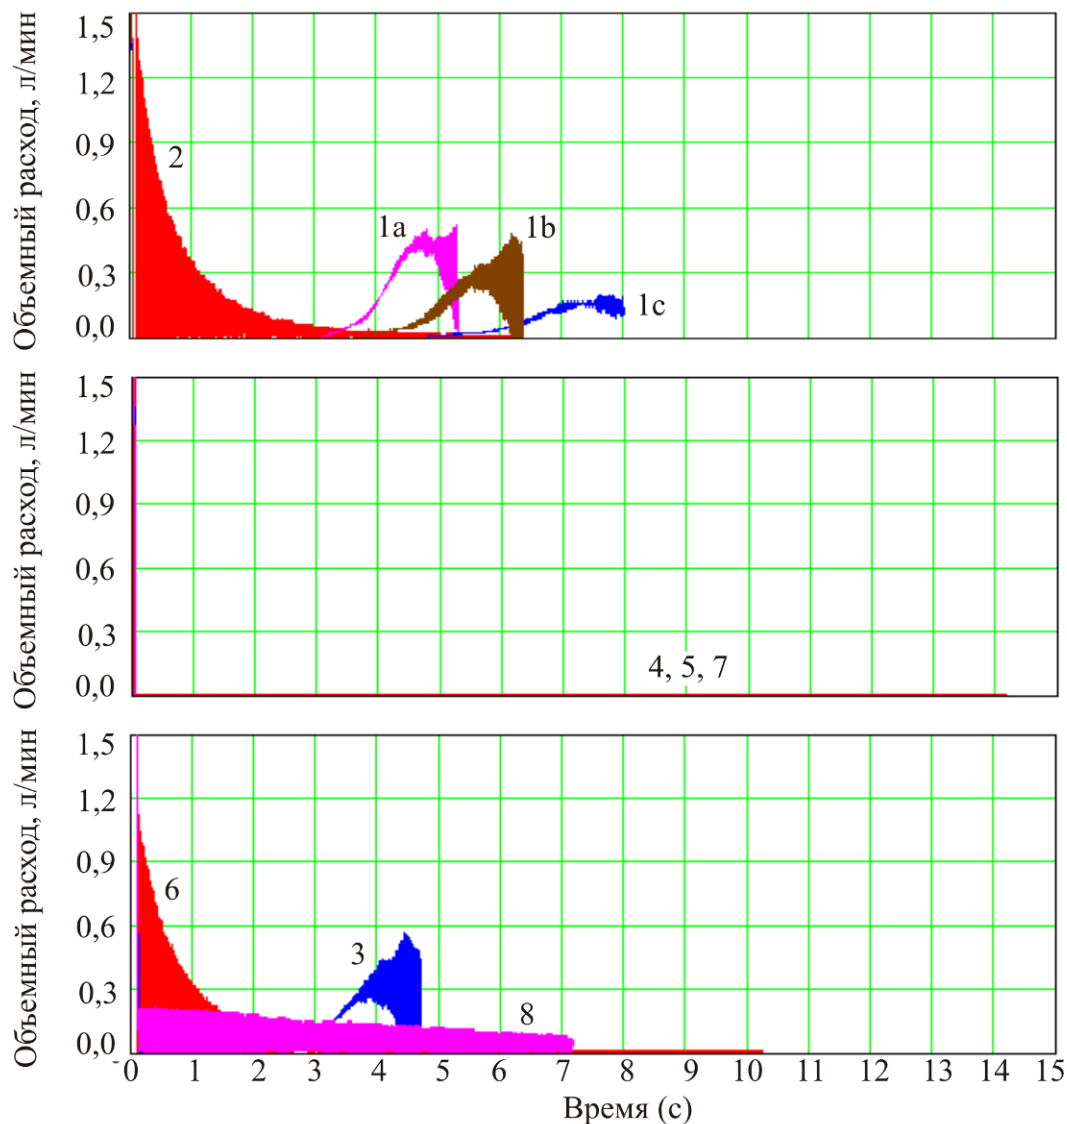 Объемный расход, л/мин
1,5
1,2
0,9
0,6
0,3
0,0
2
1a
1b
1c
Объемный расход, л/мин
1,5
1,2
0,9
0,6
0,3
0,0
4, 5, 7
Объемный расход, л/мин
1,5
1,2
0,9
0,6
0,3
0,0
6
3
8
0 1 2 3 4 5 6 7 8 9 10 11 12 13 14 15
Время (с)